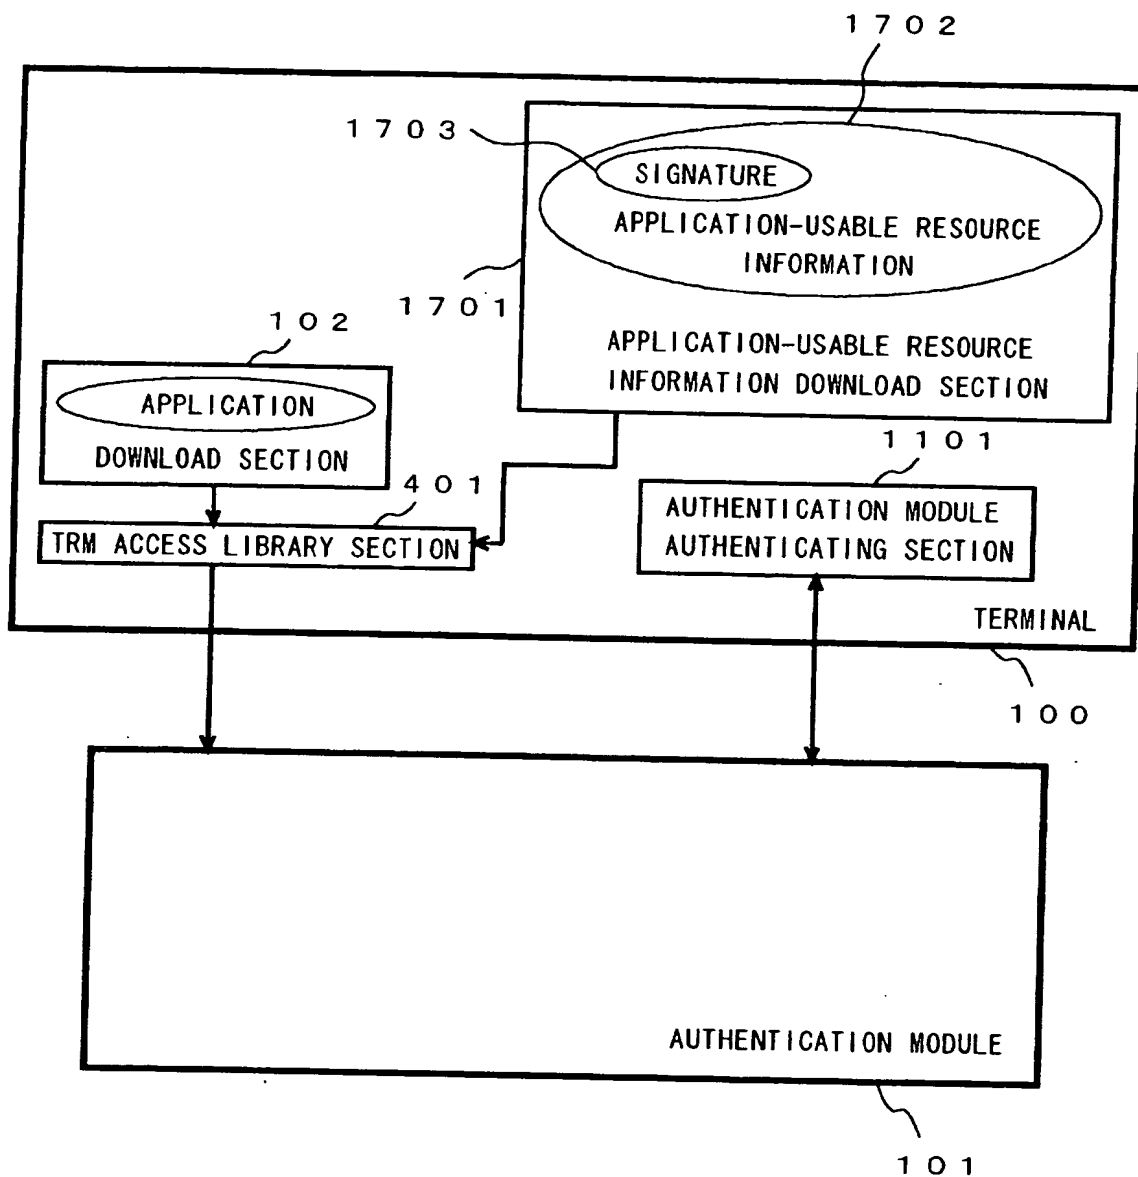 1702
1703
SIGNATURE
APPLICATION-USABLE RESOURCE
INFORMATION
1701
102
APPLICATION-USABLE RESOURCE
INFORMATION DOWNLOAD SECTION
APPLICATION
DOWNLOAD SECTION
1101
401
AUTHENTICATION MODULE
AUTHENTICATING SECTION
TRM ACCESS LIBRARY SECTION
TERMINAL
100
AUTHENTICATION MODULE
101